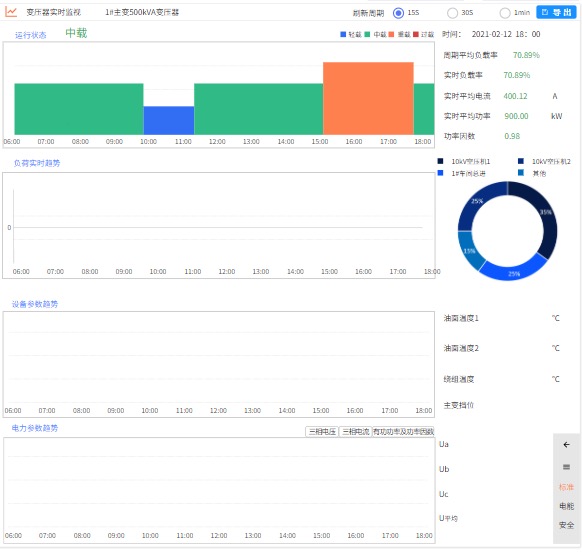 变压器实时监视 1#主变500kVA变压器 刷新周期 15S 30S 1min 导出
运行状态 中载 轻载 中载 重载 过载 时间： 2021-02-12 18：00
周期平均负载率 70.89%
实时负载率 70.89%
实时平均电流 400.12 A
实时平均功率 900.00 kW
功率因数 0.98
06:00 07:00 08:00 09:00 10:00 11:00 12:00 13:00 14:00 15:00 16:00 17:00 18:00
负荷实时趋势
10kV空压机1 10kV空压机2
1#车间总进 其他
25% 35%
15% 25%
0
06:00 07:00 08:00 09:00 10:00 11:00 12:00 13:00 14:00 15:00 16:00 17:00 18:00
设备参数趋势
油面温度1 ℃
油面温度2 ℃
绕组温度 ℃
主变挡位
06:00 07:00 08:00 09:00 10:00 11:00 12:00 13:00 14:00 15:00 16:00 17:00 18:00
电力参数趋势 三相电压 三相电流 有功功率及功率因数
Ua
Ub
Uc
U平均
标准
电能
安全
06:00 07:00 08:00 09:00 10:00 11:00 12:00 13:00 14:00 15:00 16:00 17:00 18:00